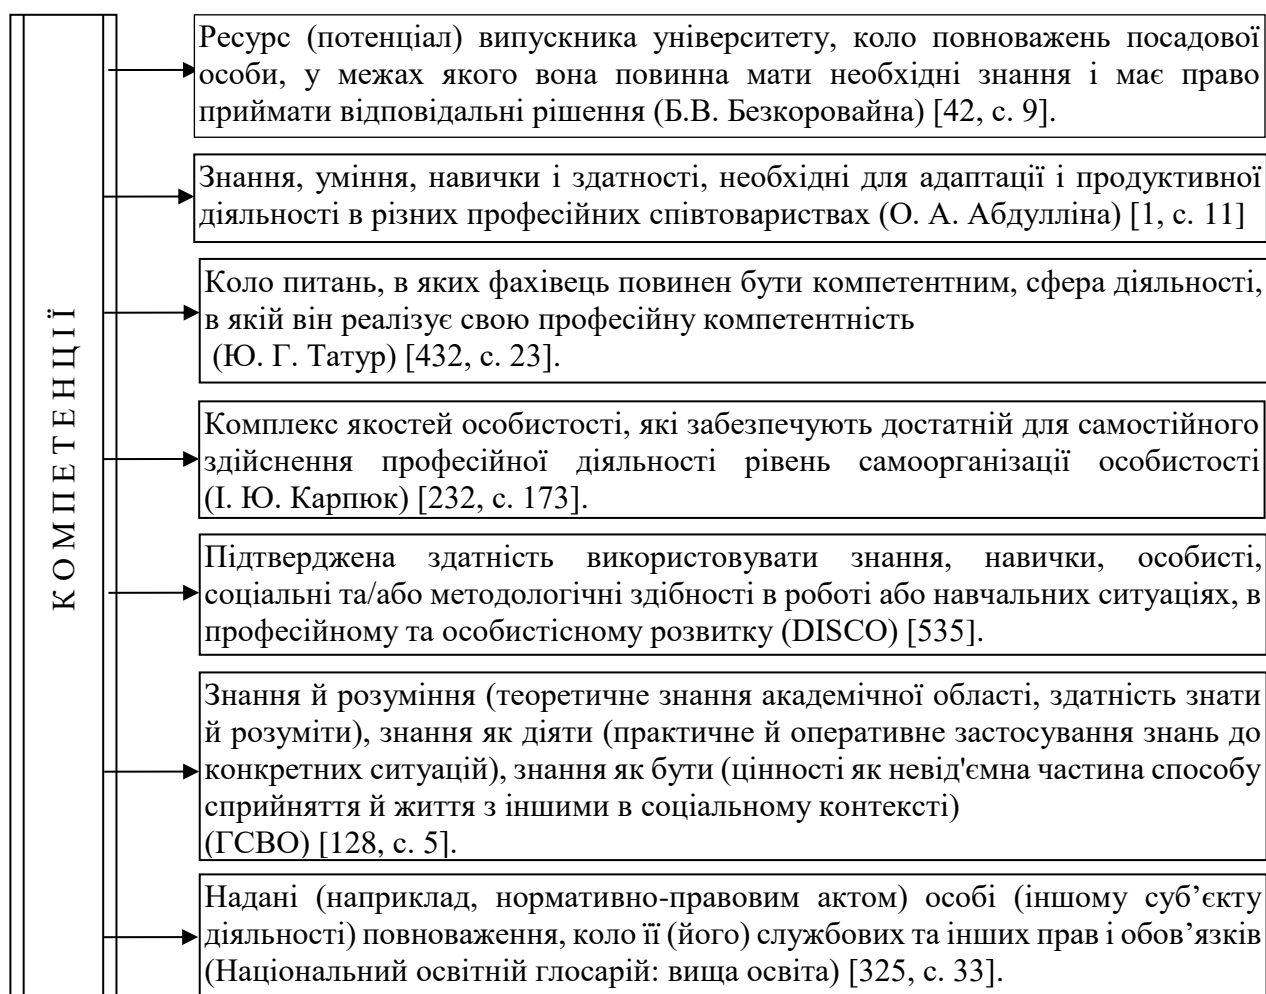 КОМПЕТЕНЦІЇ
Ресурс (потенціал) випускника університету, коло повноважень посадової
особи, у межах якого вона повинна мати необхідні знання і має право
приймати відповідальні рішення (Б.В. Безкоровайна) [42, с. 9].
Знання, уміння, навички і здатності, необхідні для адаптації і продуктивної
діяльності в різних професійних співтовариствах (О. А. Абдулліна) [1, с. 11]
Коло питань, в яких фахівець повинен бути компетентним, сфера діяльності,
в якій він реалізує свою професійну компетентність
(Ю. Г. Татур) [432, с. 23].
Комплекс якостей особистості, які забезпечують достатній для самостійного
здійснення професійної діяльності рівень самоорганізації особистості
(І. Ю. Карпюк) [232, с. 173].
Підтверджена здатність використовувати знання, навички, особисті,
соціальні та/або методологічні здібності в роботі або навчальних ситуаціях, в
професійному та особистісному розвитку (DISCO) [535].
Знання й розуміння (теоретичне знання академічної області, здатність знати
й розуміти), знання як діяти (практичне й оперативне застосування знань до
конкретних ситуацій), знання як бути (цінності як невід'ємна частина способу
сприйняття й життя з іншими в соціальному контексті)
(ГСВО) [128, с. 5].
Надані (наприклад, нормативно-правовим актом) особі (іншому суб’єкту
діяльності) повноваження, коло її (його) службових та інших прав і обов’язків
(Національний освітній глосарій: вища освіта) [325, с. 33].